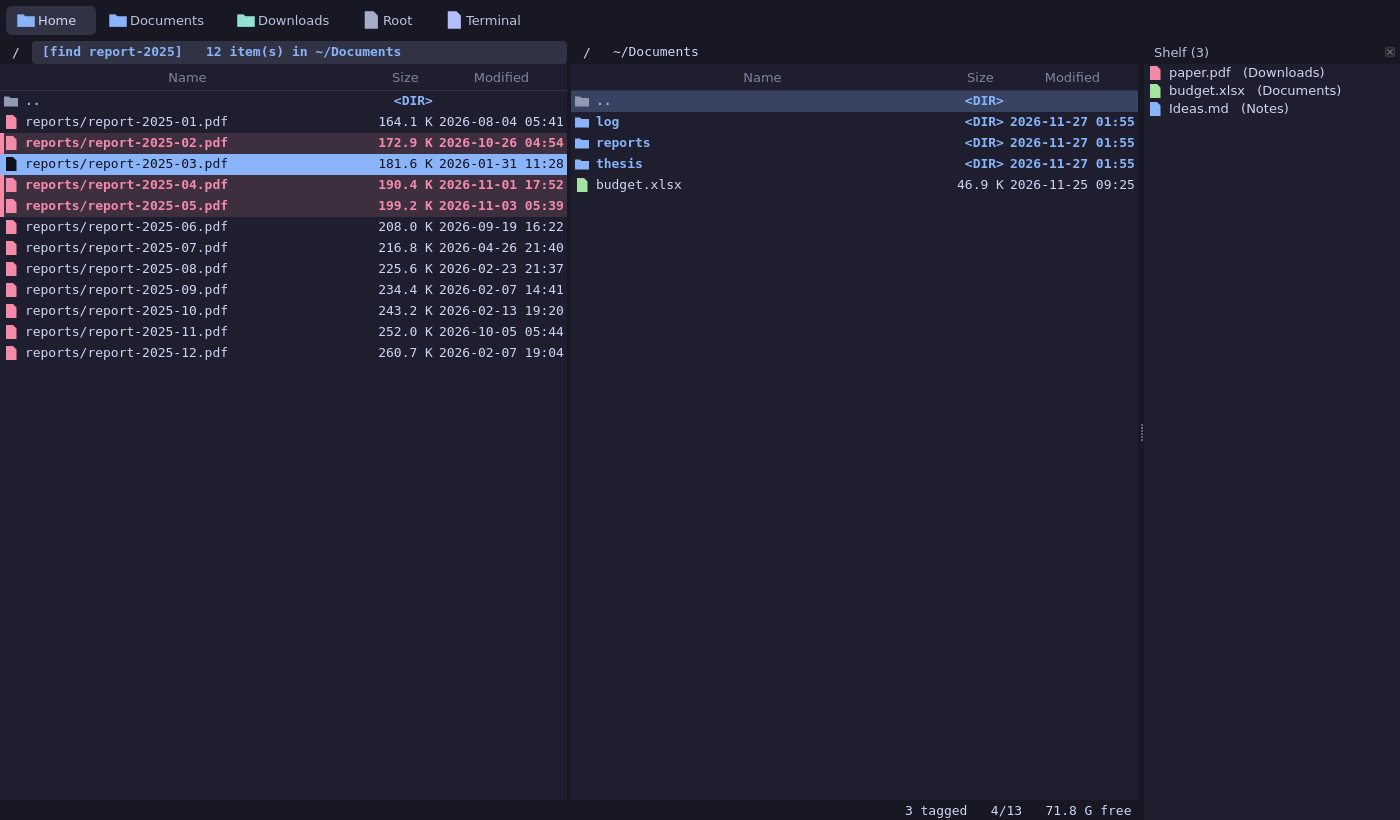 Home Documents Downloads Root Terminal
/ [find report-2025] 12 item(s) in ~/Documents
Name Size Modified
.. <DIR>
reports/report-2025-01.pdf 164.1 K 2026-08-04 05:41
reports/report-2025-02.pdf 172.9 K 2026-10-26 04:54
reports/report-2025-03.pdf 181.6 K 2026-01-31 11:28
reports/report-2025-04.pdf 190.4 K 2026-11-01 17:52
reports/report-2025-05.pdf 199.2 K 2026-11-03 05:39
reports/report-2025-06.pdf 208.0 K 2026-09-19 16:22
reports/report-2025-07.pdf 216.8 K 2026-04-26 21:40
reports/report-2025-08.pdf 225.6 K 2026-02-23 21:37
reports/report-2025-09.pdf 234.4 K 2026-02-07 14:41
reports/report-2025-10.pdf 243.2 K 2026-02-13 19:20
reports/report-2025-11.pdf 252.0 K 2026-10-05 05:44
reports/report-2025-12.pdf 260.7 K 2026-02-07 19:04
/ ~/Documents
Name Size Modified
.. <DIR>
log <DIR> 2026-11-27 01:55
reports <DIR> 2026-11-27 01:55
thesis <DIR> 2026-11-27 01:55
budget.xlsx 46.9 K 2026-11-25 09:25
Shelf (3)
paper.pdf (Downloads)
budget.xlsx (Documents)
Ideas.md (Notes)
3 tagged 4/13 71.8 G free